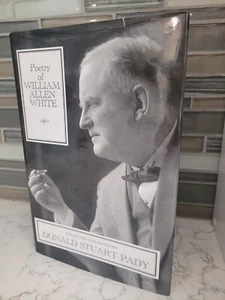 Poetry
of
WILLIAM
ALLEN
WHITE
DONALD STUART PADY